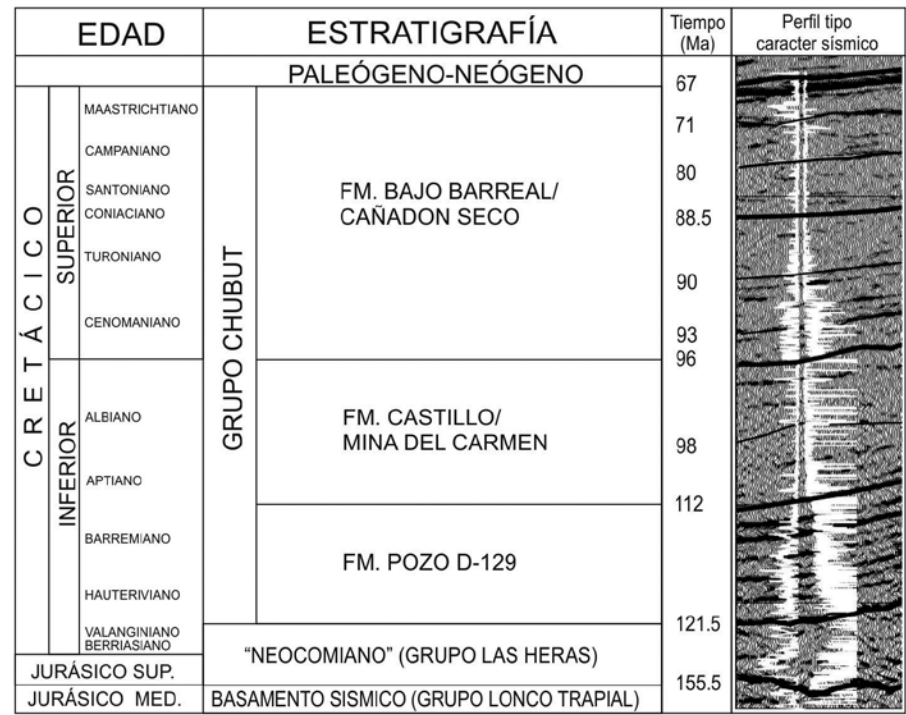 EDAD
ESTRATIGRAFÍA
Tiempo
(Ma)
Perfil tipo
caracter sísmico
PALEÓGENO-NEÓGENO
CRETÁCICO
SUPERIOR
MAASTRICHTIANO
CAMPANIANO
SANTONIANO
CONIACIANO
TURONIANO
CENOMANIANO
INFERIOR
ALBIANO
APTIANO
BARREMIANO
HAUTERIVIANO
VALANGINIANO
BERRIASIANO
JURÁSICO SUP.
JURÁSICO MED.
GRUPO CHUBUT
FM. BAJO BARREAL/
CAÑADON SECO
FM. CASTILLO/
MINA DEL CARMEN
FM. POZO D-129
“NEOCOMIANO” (GRUPO LAS HERAS)
BASAMENTO SISMICO (GRUPO LONCO TRAPIAL)
67
71
80
88.5
90
93
96
98
112
121.5
155.5